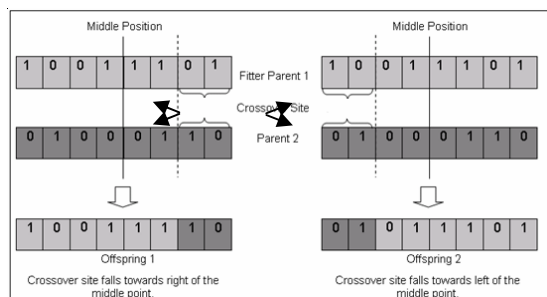 Middle Position Middle Position
1 0 0 1 1 1 0 1 1 0 0 1 1 1 0 1
Fitter Parent 1
Crossover Site
0 1 0 0 0 1 1 0 0 1 0 0 0 1 1 0
Parent 2
1 0 0 1 1 1 1 0 0 1 0 1 1 1 0 1
Offspring 1 Offspring 2
Crossover site falls towards right of the Crossover site falls towards left of the
middle point. middle point.